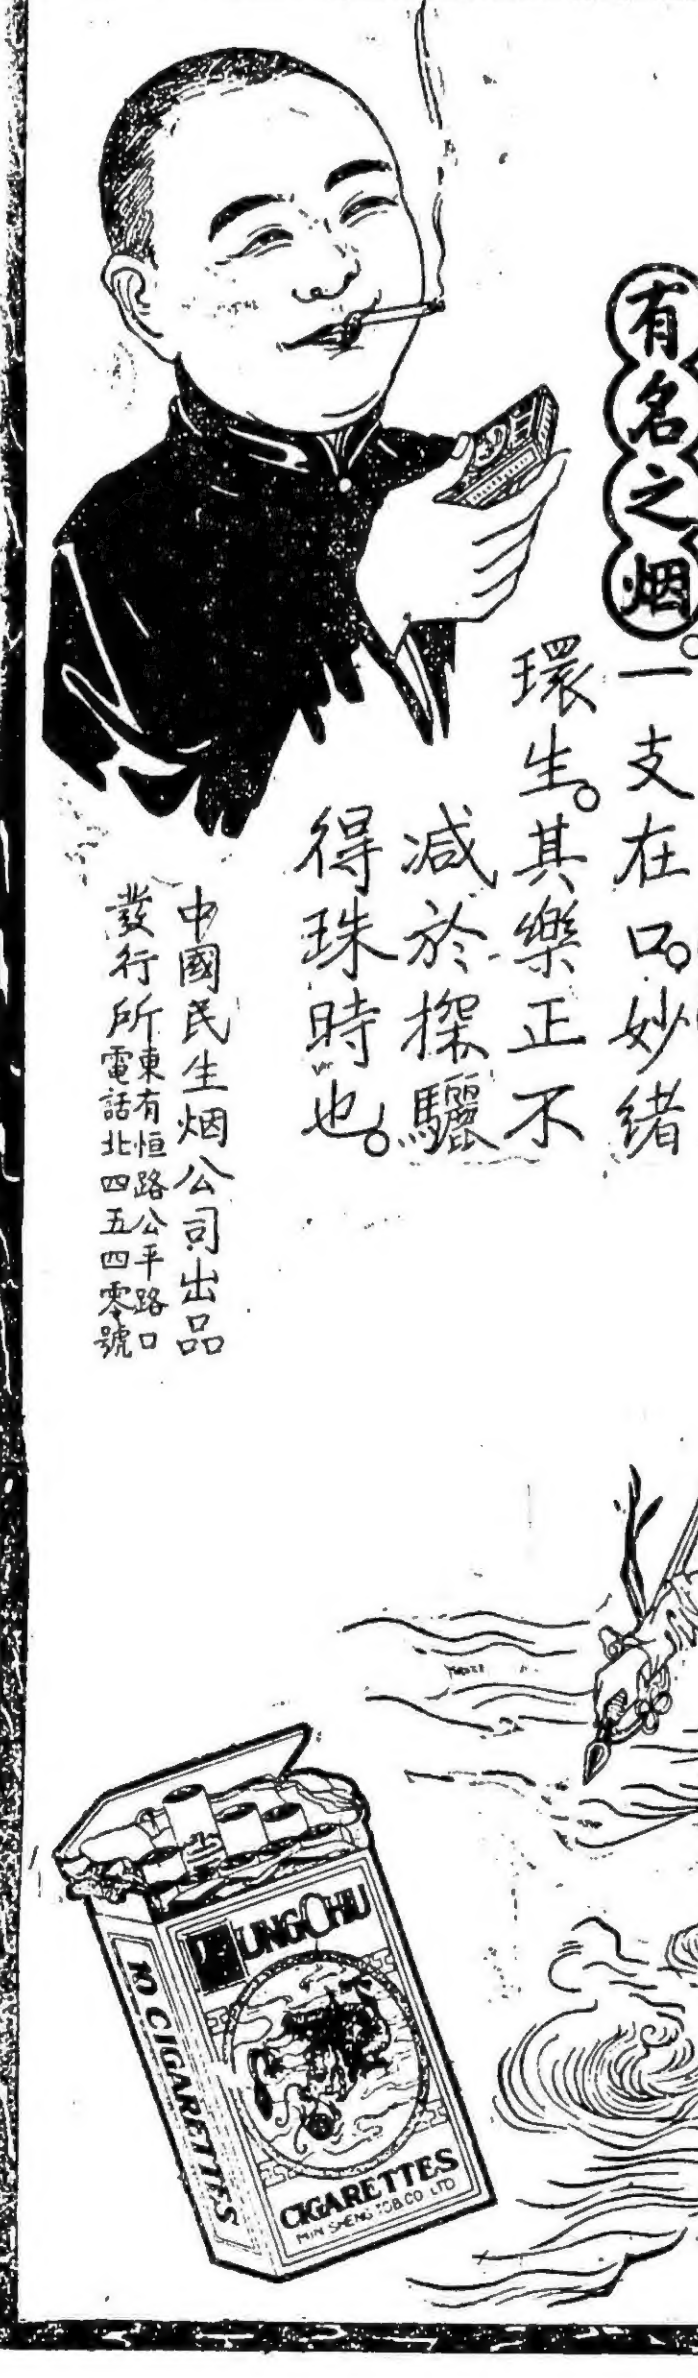 有名之烟。一支在口。妙緒
環生。其樂正不
減於探驪
得珠時也。
中國民生烟公司出品
發行所
東有恒路公平路口
電話北四五四零號
LUNG CHU
10 CIGARETTES
CIGARETTES
MIN SHENG TOB. CO. LTD